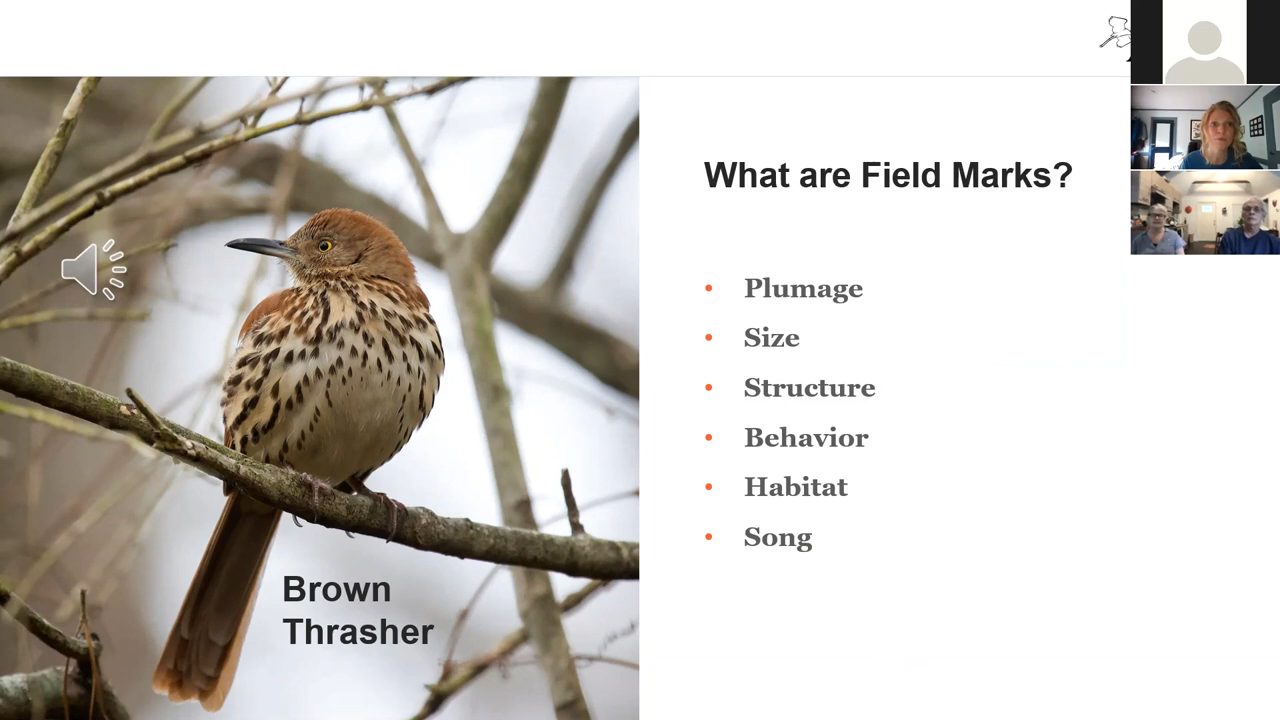 What are Field Marks?
Plumage
Size
Structure
Behavior
Habitat
Song
Brown
Thrasher